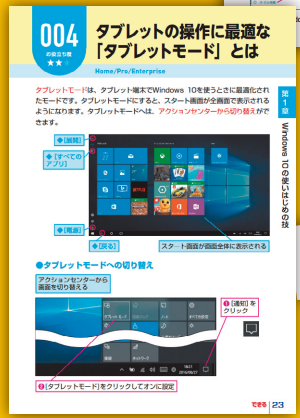 004
お役立ち度
★★
タブレットの操作に最適な
「タブレットモード」とは
Home/Pro/Enterprise
タブレットモードは、タブレット端末でWindows 10を使うときに最適化され
たモードです。タブレットモードにすると、スタート画面が全画面で表示される
ようになります。タブレットモードへは、アクションセンターから切り替えがで
きます。
◆[展開]
◆[すべての
アプリ]
◆[電源]
◆[戻る]
スタート画面が画面全体に表示される
第1章
Windows 10の使いはじめの技
●タブレットモードへの切り替え
アクションセンターから
画面を切り替える
❶[通知]を
クリック
❷[タブレットモード]をクリックしてオンに設定
できる 23